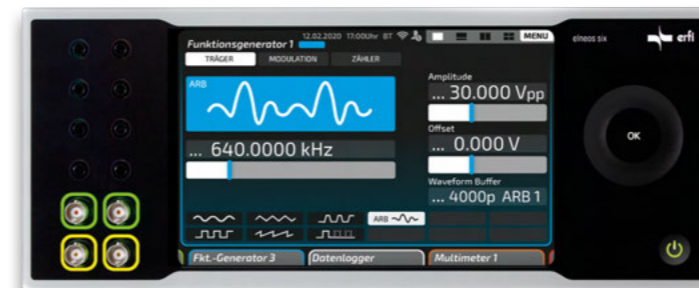 12.02.2020 17:00Uhr BT MENU
Funktionsgenerator 1
TRÄGER MODULATION ZÄHLER
ARB
... 640.0000 kHz
Amplitude
... 30.000 Vpp
Offset
... 0.000 V
Waveform Buffer
... 4000p ARB 1
ARB
Fkt.-Generator 3 Datenlogger Multimeter 1
elneos six erfi
OK